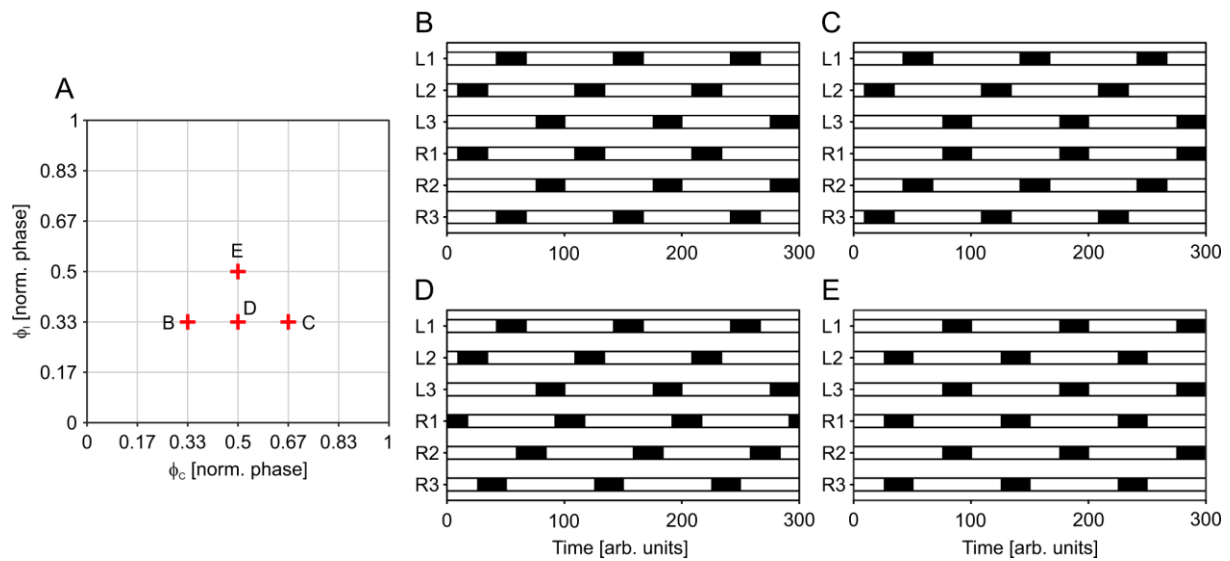 A
1
0.83
0.67
0.5
0.33
0.17
0
ϕI [norm. phase]
E
B
D
C
0 0.17 0.33 0.5 0.67 0.83 1
ϕC [norm. phase]
B
L1
L2
L3
R1
R2
R3
0 100 200 300
C
L1
L2
L3
R1
R2
R3
0 100 200 300
D
L1
L2
L3
R1
R2
R3
0 100 200 300
Time [arb. units]
E
L1
L2
L3
R1
R2
R3
0 100 200 300
Time [arb. units]